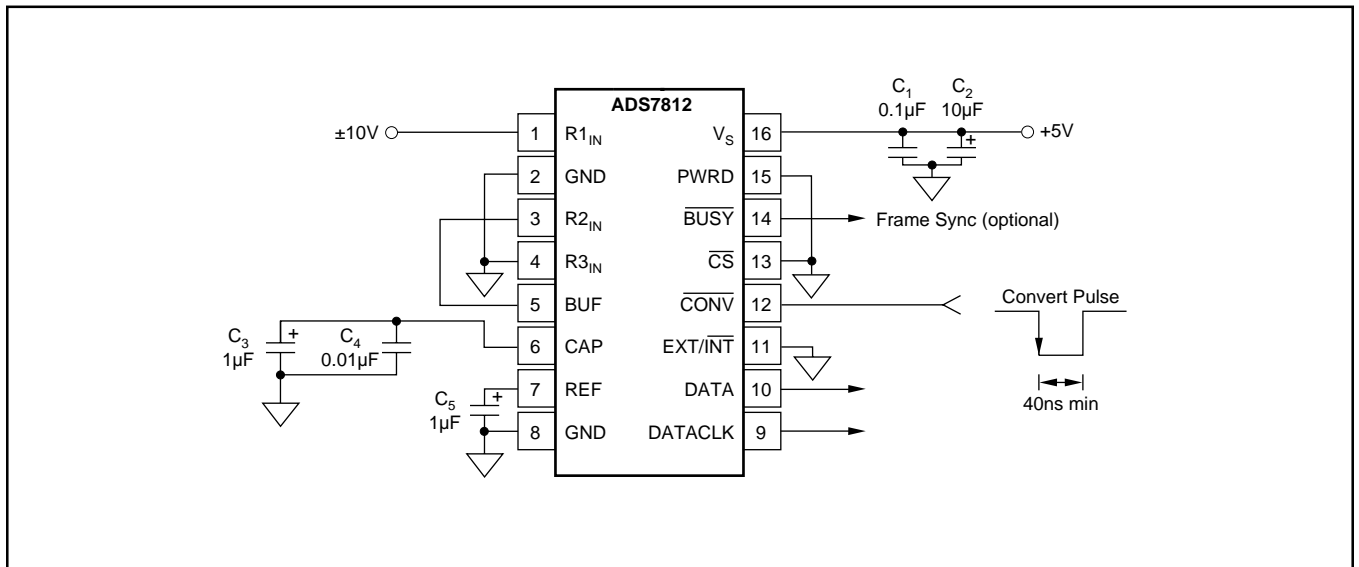 ADS7812
±10V
1 R1IN
2 GND
3 R2IN
4 R3IN
5 BUF
6 CAP
7 REF
8 GND
VS 16
PWRD 15
BUSY 14
CS 13
CONV 12
EXT/INT 11
DATA 10
DATACLK 9
C1
0.1µF
C2
10µF
+
+5V
Frame Sync (optional)
Convert Pulse
40ns min
C3
1µF
+
C4
0.01µF
C5
1µF
+